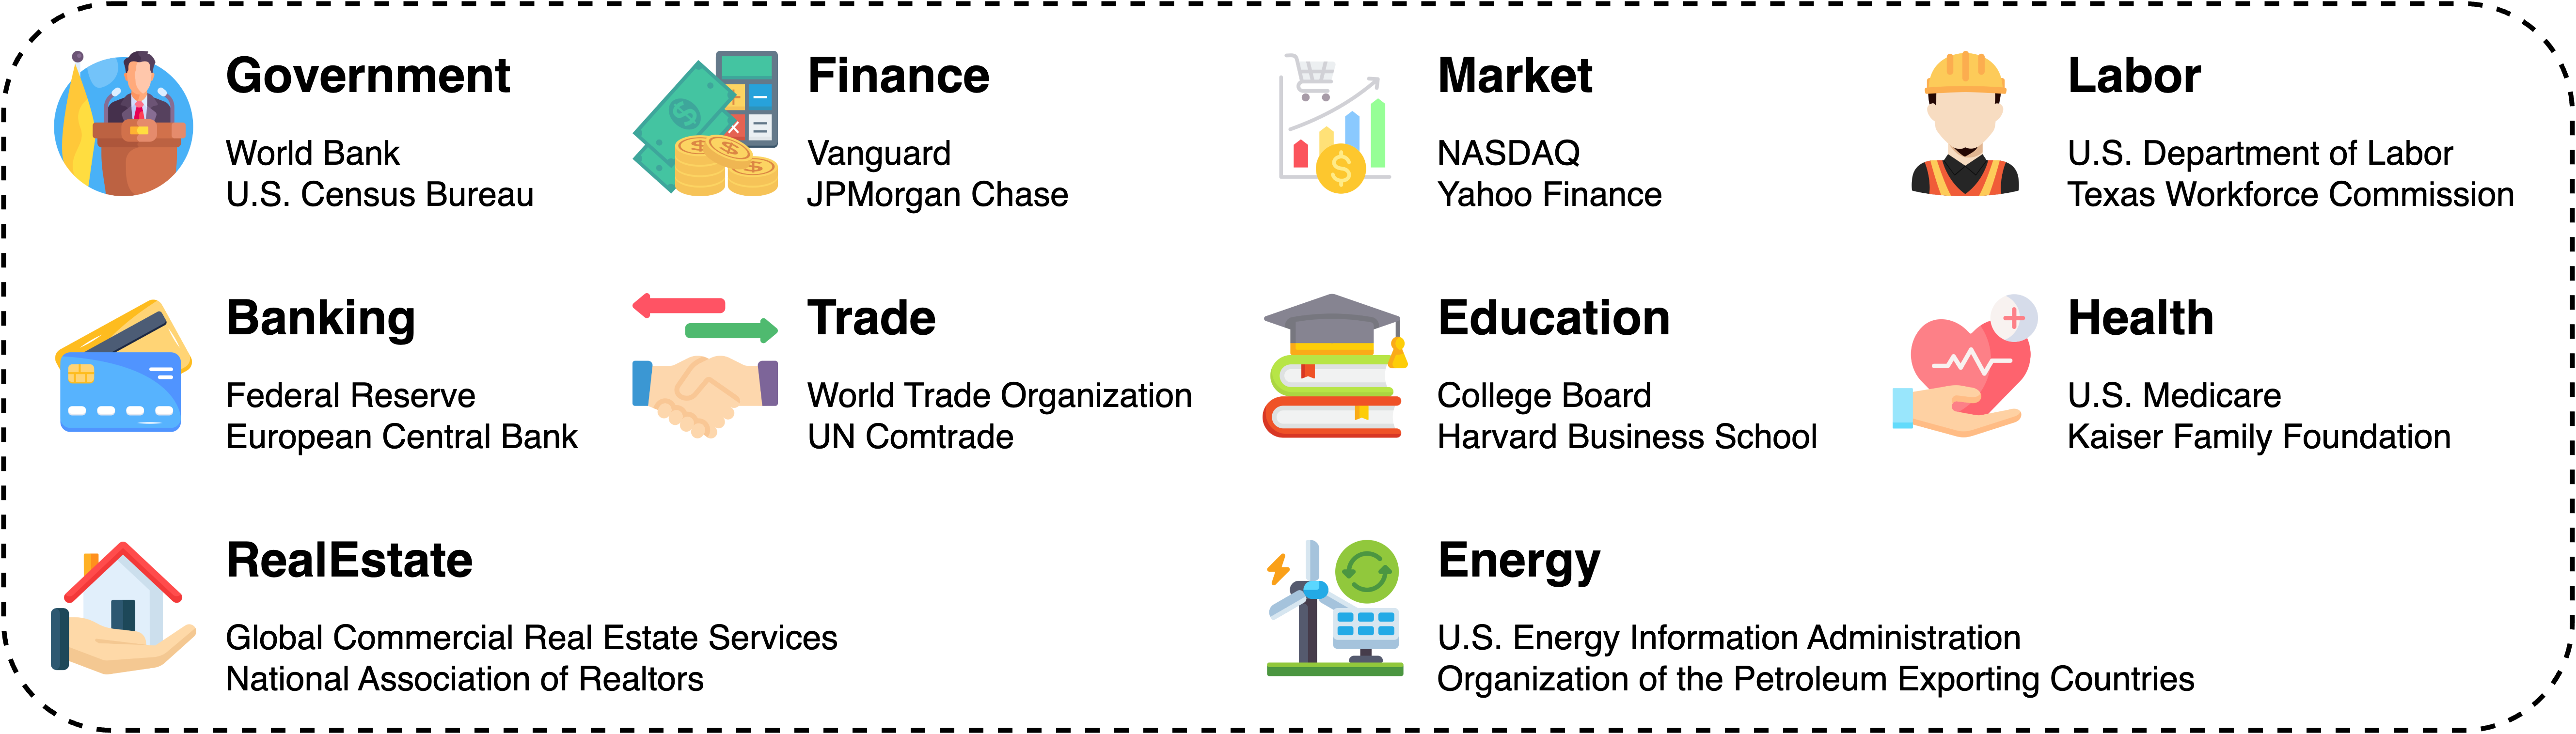 Government
World Bank
U.S. Census Bureau
Finance
Vanguard
JPMorgan Chase
Market
NASDAQ
Yahoo Finance
Labor
U.S. Department of Labor
Texas Workforce Commission
Banking
Federal Reserve
European Central Bank
Trade
World Trade Organization
UN Comtrade
Education
College Board
Harvard Business School
Health
U.S. Medicare
Kaiser Family Foundation
RealEstate
Global Commercial Real Estate Services
National Association of Realtors
Energy
U.S. Energy Information Administration
Organization of the Petroleum Exporting Countries